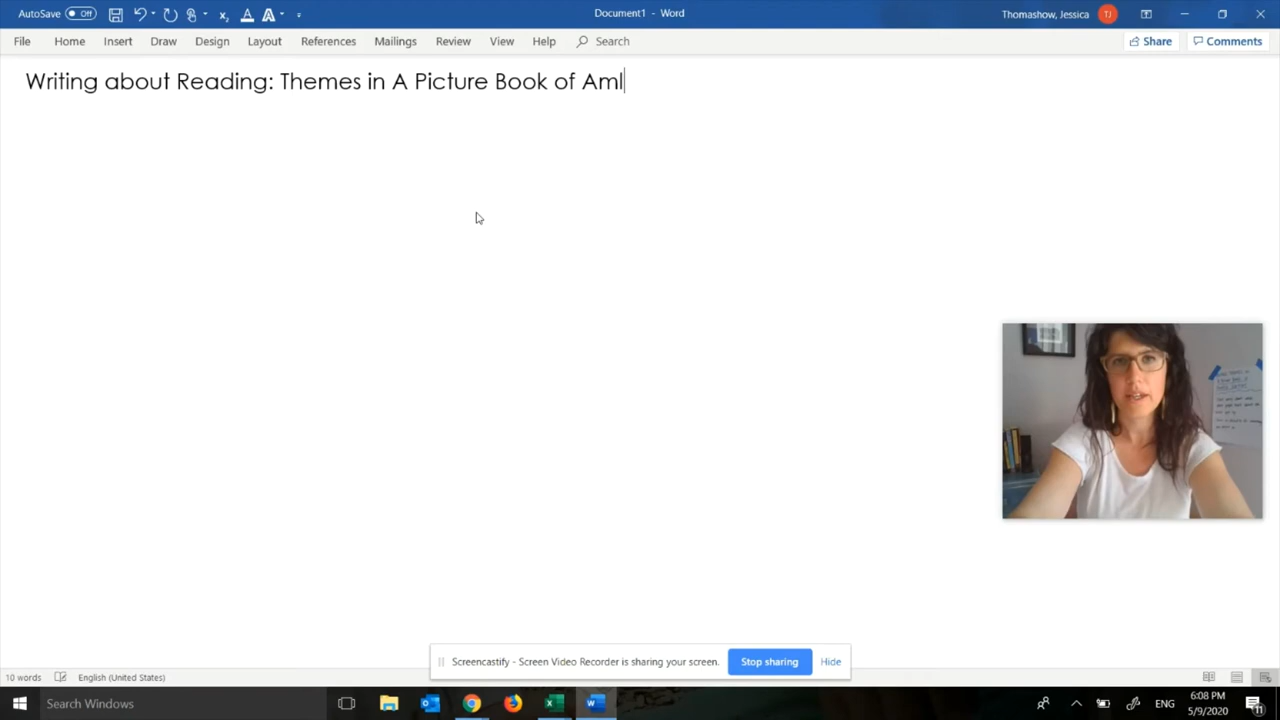 AutoSave Off
Document1 - Word
Thomashow, Jessica TJ
File Home Insert Draw Design Layout References Mailings Review View Help Search Share Comments
Writing about Reading: Themes in A Picture Book of Aml
Screencastify - Screen Video Recorder is sharing your screen. Stop sharing Hide
10 words English (United States)
Search Windows
ENG
6:08 PM
5/9/2020
11